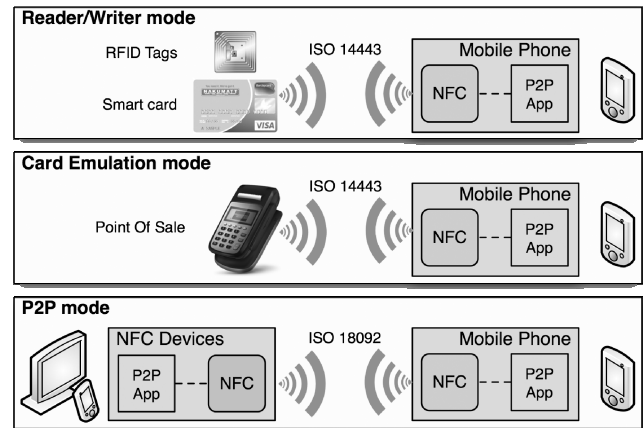 Reader/Writer mode
RFID Tags
ISO 14443
Mobile Phone
NFC
P2P
App
Smart card
VISA
Card Emulation mode
ISO 14443
Mobile Phone
Point Of Sale
NFC
P2P
App
P2P mode
NFC Devices
ISO 18092
Mobile Phone
P2P
App
NFC
NFC
P2P
App